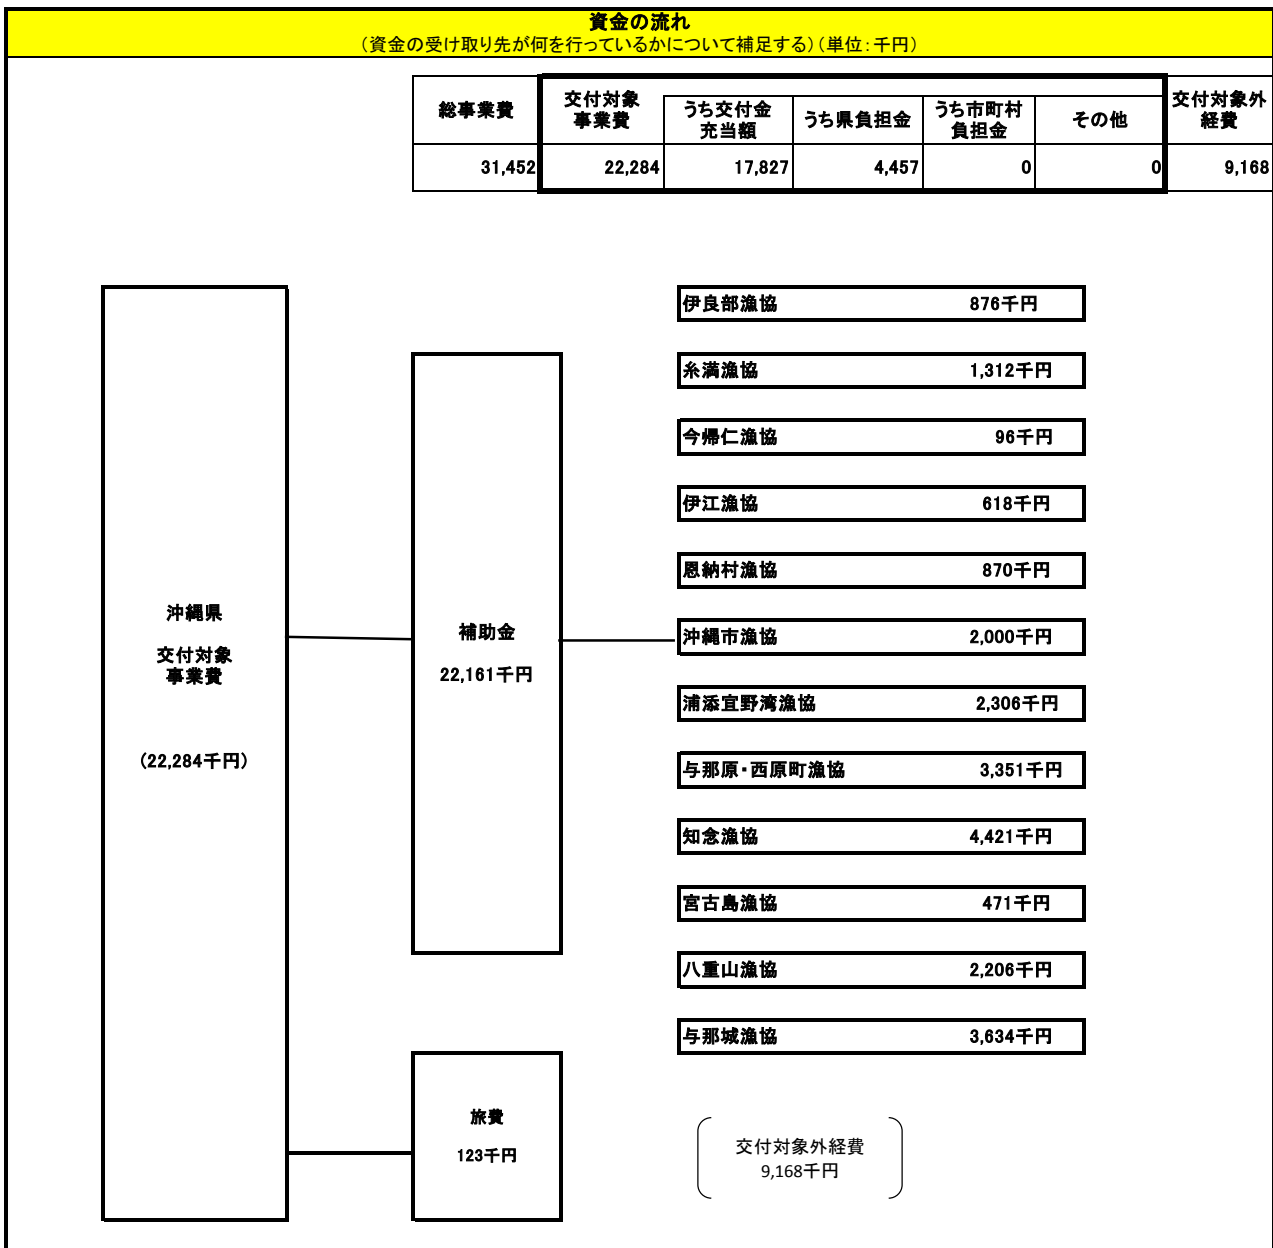 資金の流れ
(資金の受け取り先が何を行っているかについて補足する)(単位:千円)
総事業費
交付対象
事業費
うち交付金
充当額
うち県負担金
うち市町村
負担金
その他
交付対象外
経費
31,452
22,284
17,827
4,457
0
0
9,168
沖縄県
交付対象
事業費
(22,284千円)
補助金
22,161千円
旅費
123千円
伊良部漁協 876千円
糸満漁協 1,312千円
今帰仁漁協 96千円
伊江漁協 618千円
恩納村漁協 870千円
沖縄市漁協 2,000千円
浦添宜野湾漁協 2,306千円
与那原・西原町漁協 3,351千円
知念漁協 4,421千円
宮古島漁協 471千円
八重山漁協 2,206千円
与那城漁協 3,634千円
交付対象外経費
9,168千円